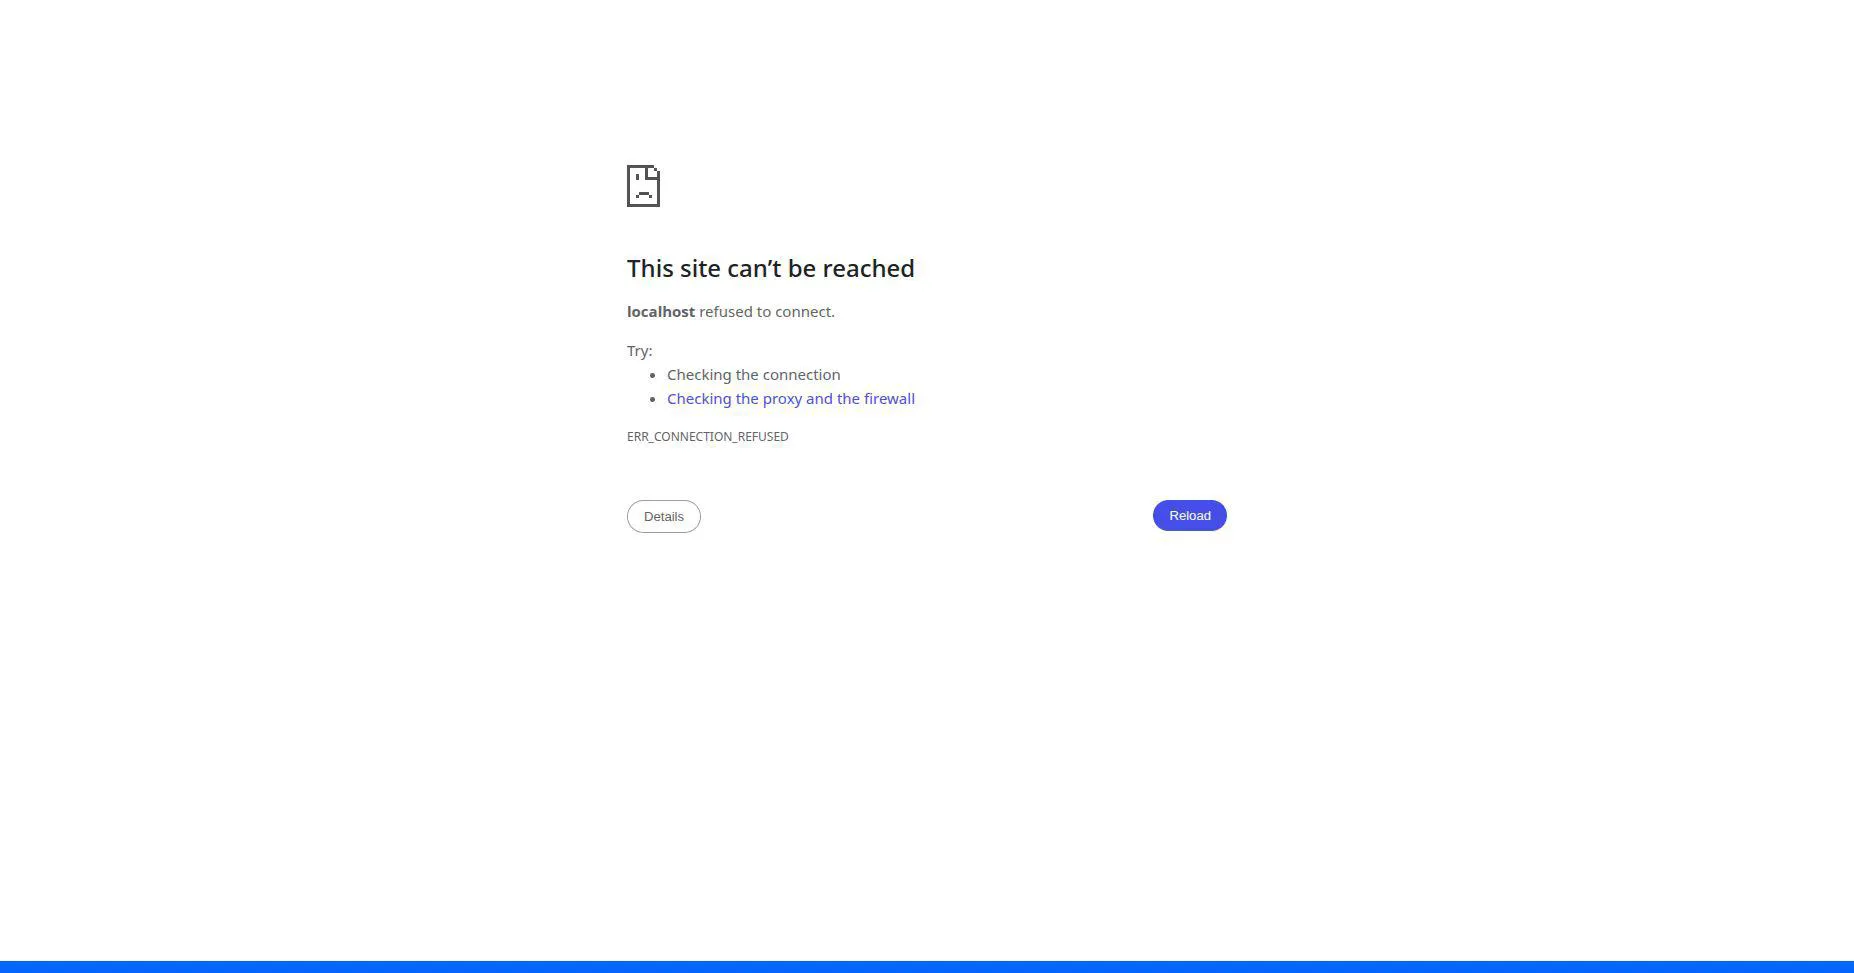 This site can’t be reached
localhost refused to connect.
Try:
Checking the connection
Checking the proxy and the firewall
ERR_CONNECTION_REFUSED
Details
Reload